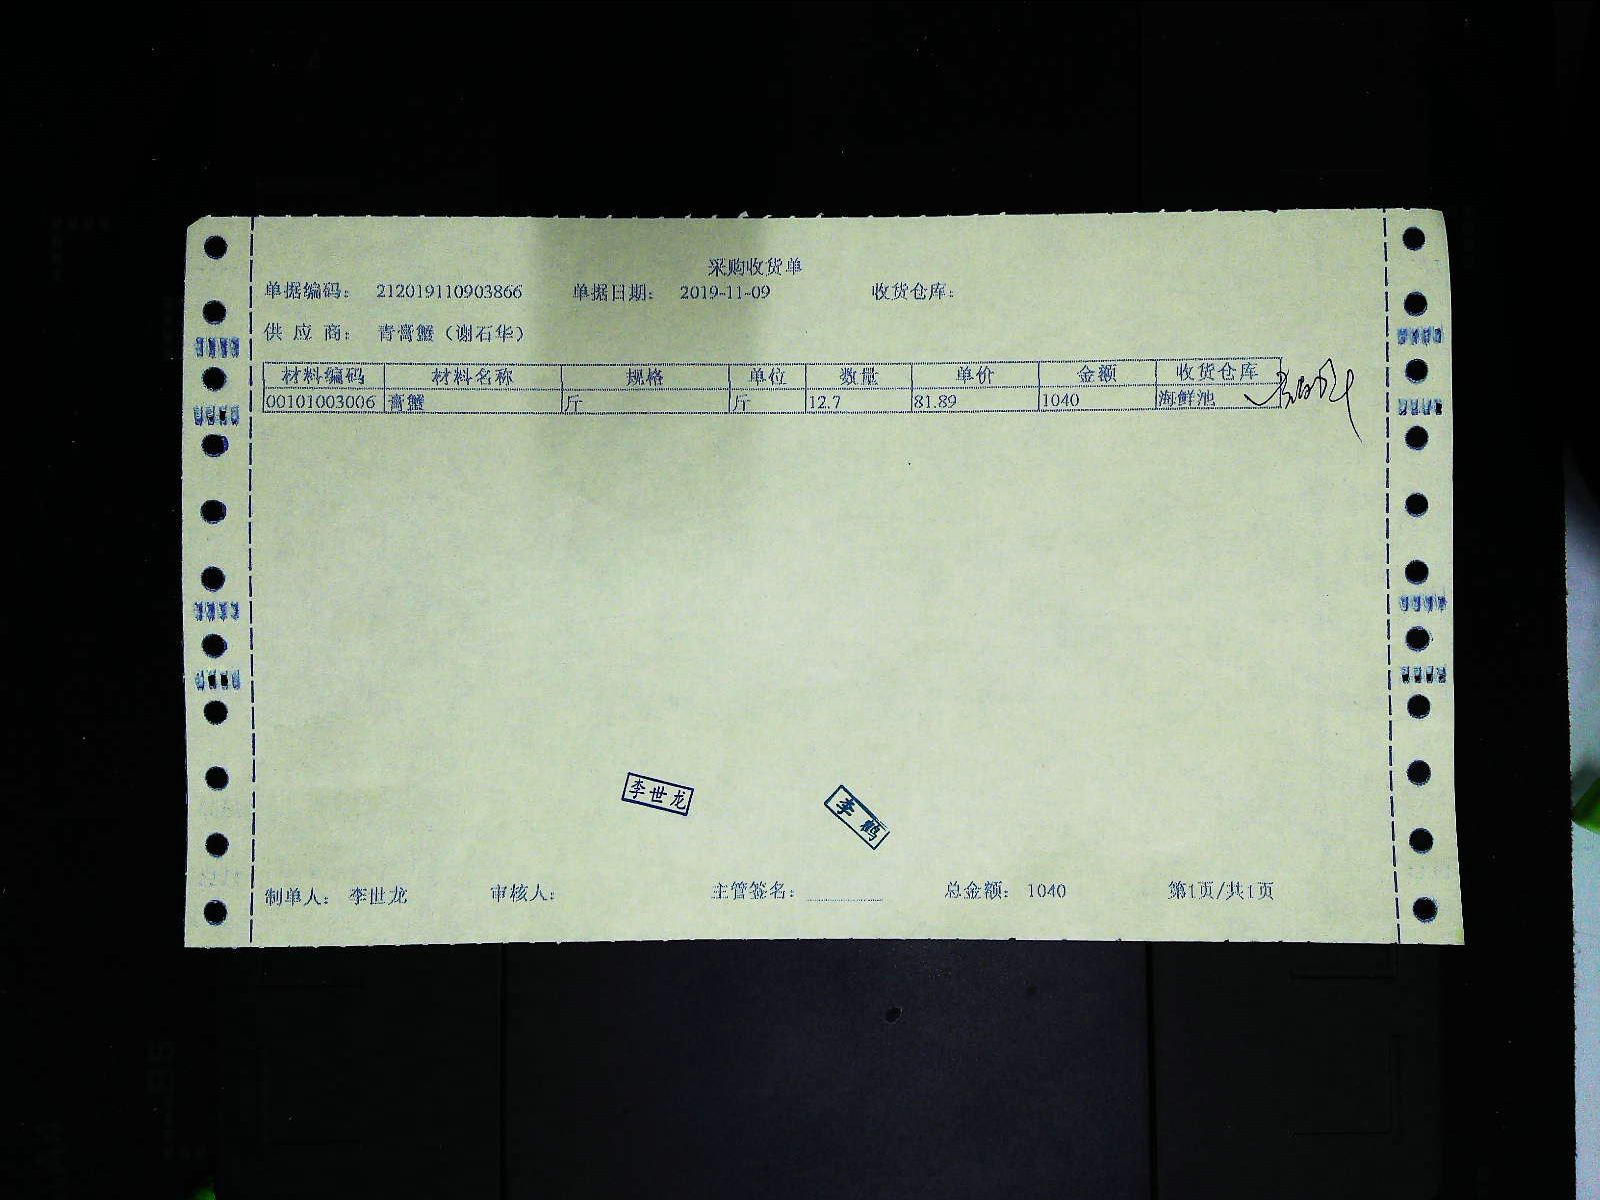 采购收货单
单据编码： 212019110903866 单据日期： 2019-11-09 收货仓库：
供 应 商： 青膏蟹（谢石华）
材料编码 材料名称 规格 单位 数量 单价 金额 收货仓库
00101003006 膏蟹 斤 斤 12.7 81.89 1040 海鲜池
李世龙
李鹤
制单人： 李世龙 审核人： 主管签名： 总金额： 1040 第1页/共1页